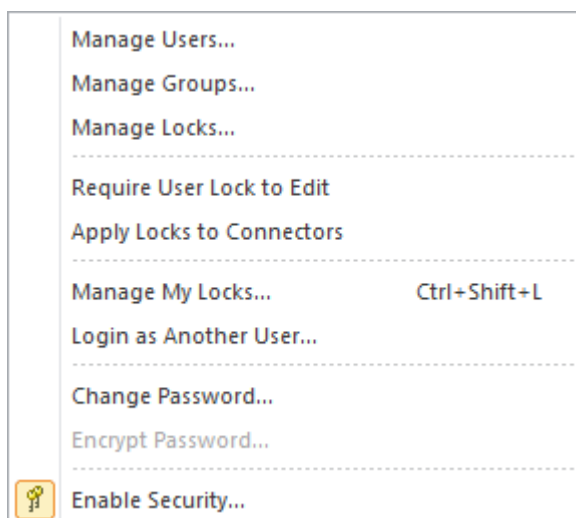 Manage Users...
Manage Groups...
Manage Locks...
Require User Lock to Edit
Apply Locks to Connectors
Manage My Locks... Ctrl+Shift+L
Login as Another User...
Change Password...
Encrypt Password...
Enable Security...